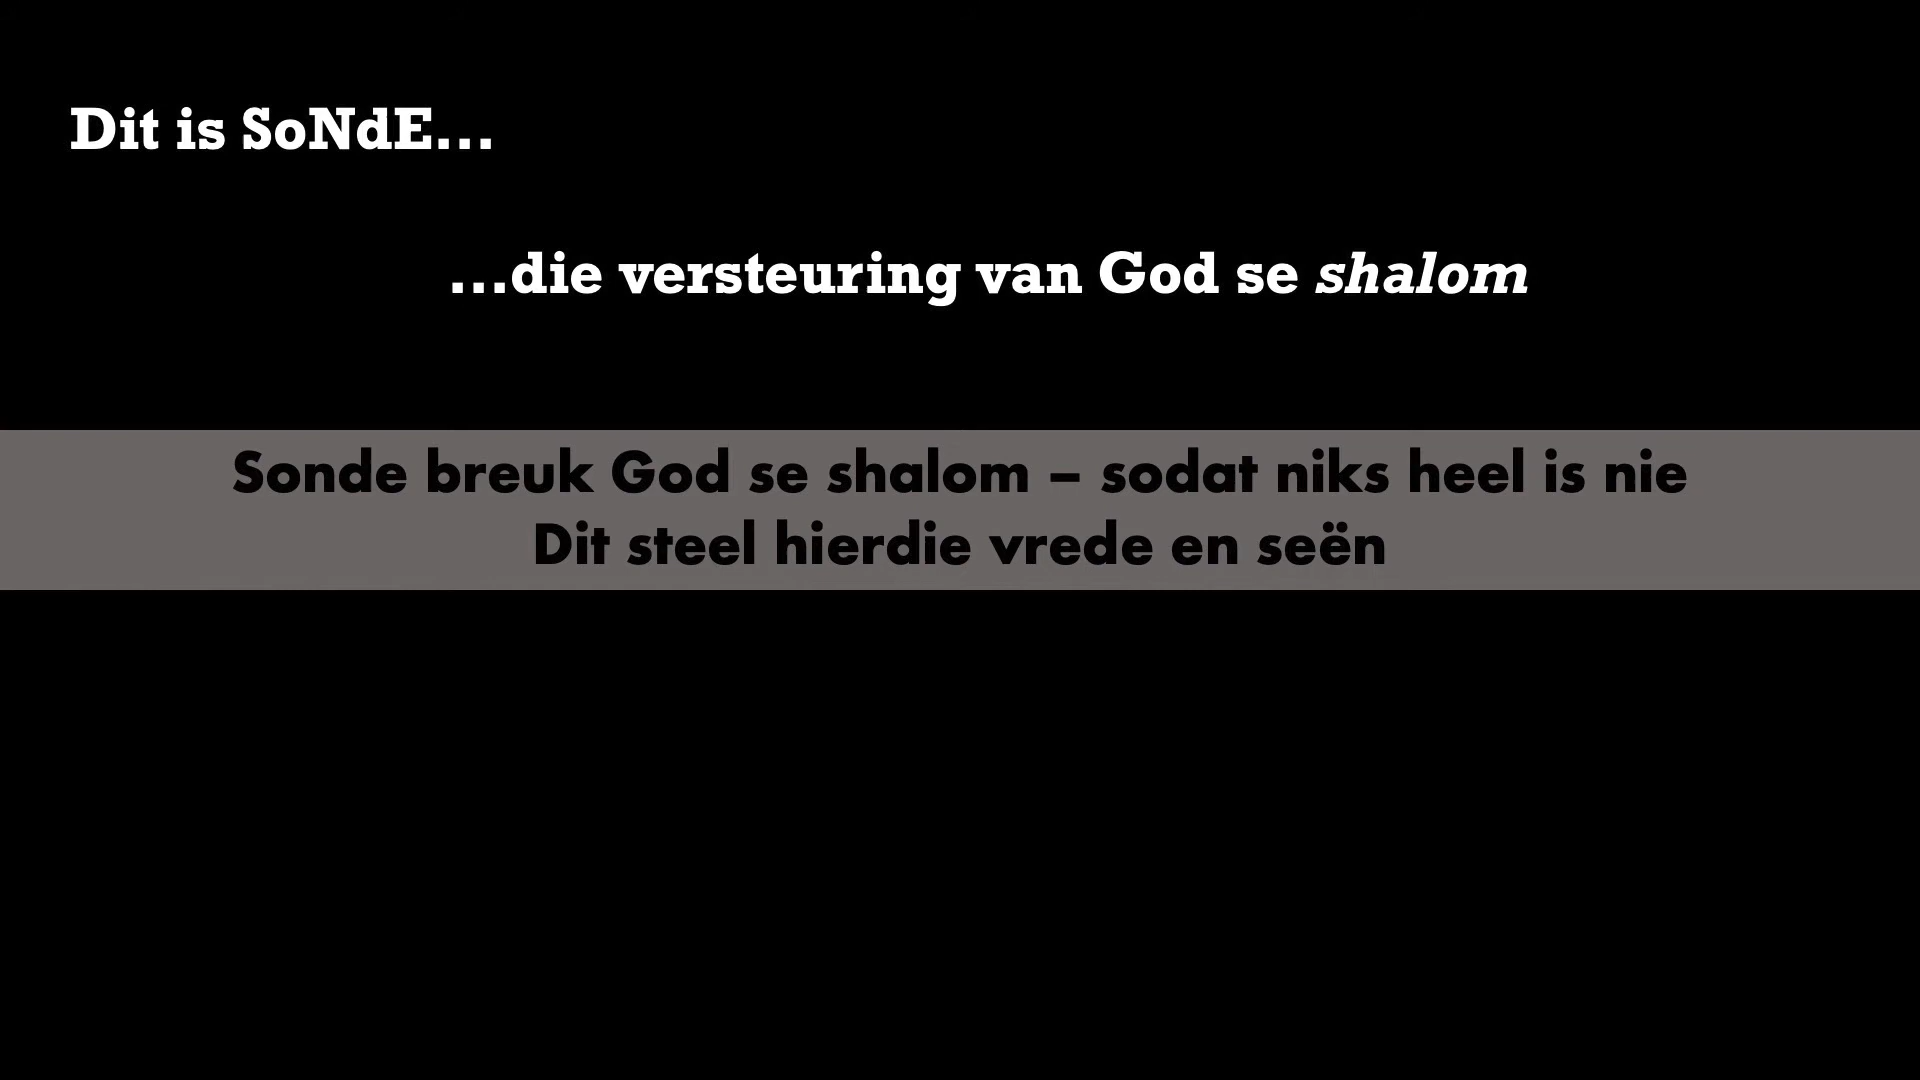 Dit is SoNdE...
...die versteuring van God se shalom
Sonde breuk God se shalom – sodat niks heel is nie
Dit steel hierdie vrede en seën